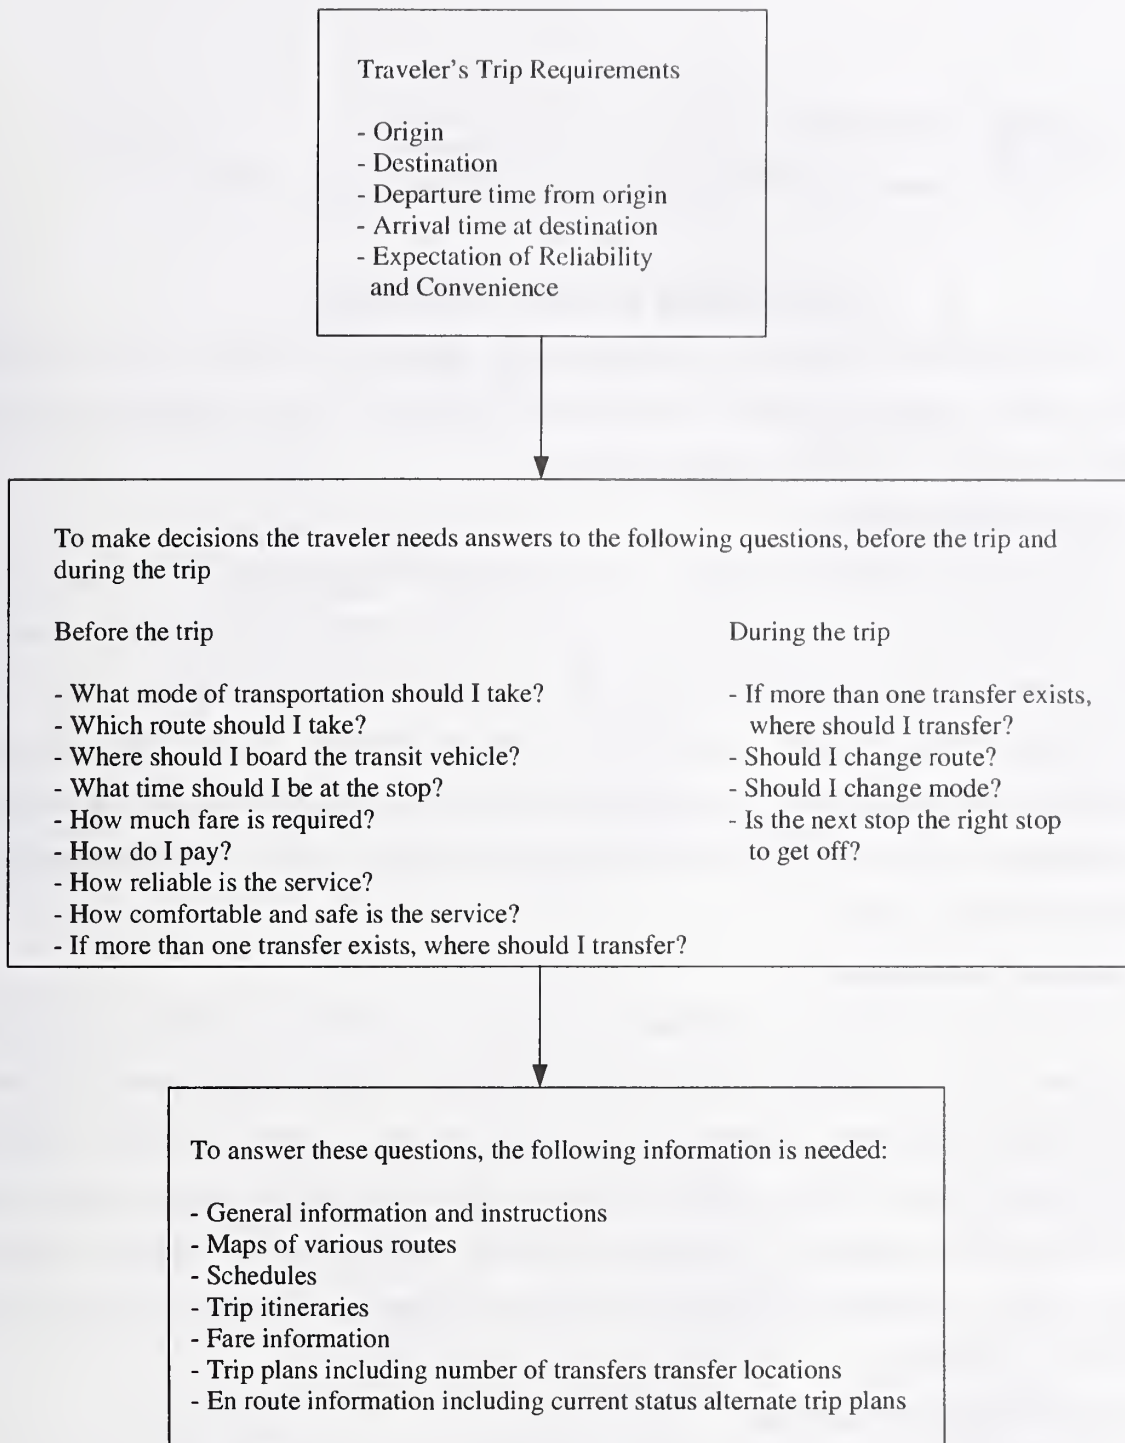 Traveler's Trip Requirements
- Origin
- Destination
- Departure time from origin
- Arrival time at destination
- Expectation of Reliability
and Convenience
To make decisions the traveler needs answers to the following questions, before the trip and
during the trip
Before the trip
- What mode of transportation should I take?
- Which route should I take?
- Where should I board the transit vehicle?
- What time should I be at the stop?
- How much fare is required?
- How do I pay?
- How reliable is the service?
- How comfortable and safe is the service?
- If more than one transfer exists, where should I transfer?
During the trip
- If more than one transfer exists,
where should I transfer?
- Should I change route?
- Should I change mode?
- Is the next stop the right stop
to get off?
To answer these questions, the following information is needed:
- General information and instructions
- Maps of various routes
- Schedules
- Trip itineraries
- Fare information
- Trip plans including number of transfers transfer locations
- En route information including current status alternate trip plans